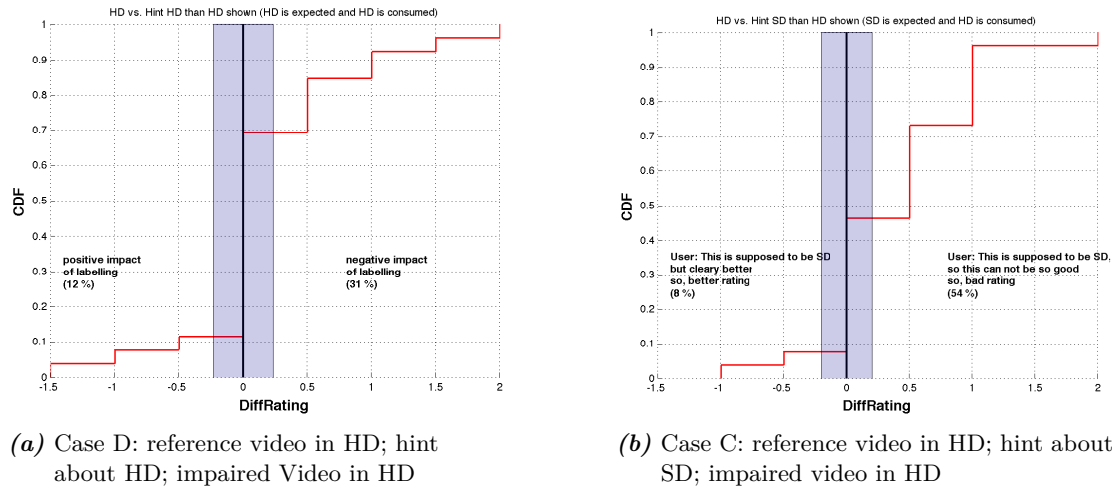 HD vs. Hint HD than HD shown (HD is expected and HD is consumed)
1
0.9
0.8
0.7
0.6
0.5
0.4
0.3
0.2
0.1
0
CDF
positive impact
of labelling
(12 %)
negative impact
of labelling
(31 %)
-1.5
-1
-0.5
0
0.5
1
1.5
2
DiffRating
(a) Case D: reference video in HD; hint
about HD; impaired Video in HD
HD vs. Hint SD than HD shown (SD is expected and HD is consumed)
1
0.9
0.8
0.7
0.6
0.5
0.4
0.3
0.2
0.1
0
CDF
User: This is supposed to be SD
but cleary better
so, better rating
(8 %)
User: This is supposed to be SD,
so this can not be so good
so, bad rating
(54 %)
-1.5
-1
-0.5
0
0.5
1
1.5
2
DiffRating
(b) Case C: reference video in HD; hint about
SD; impaired video in HD